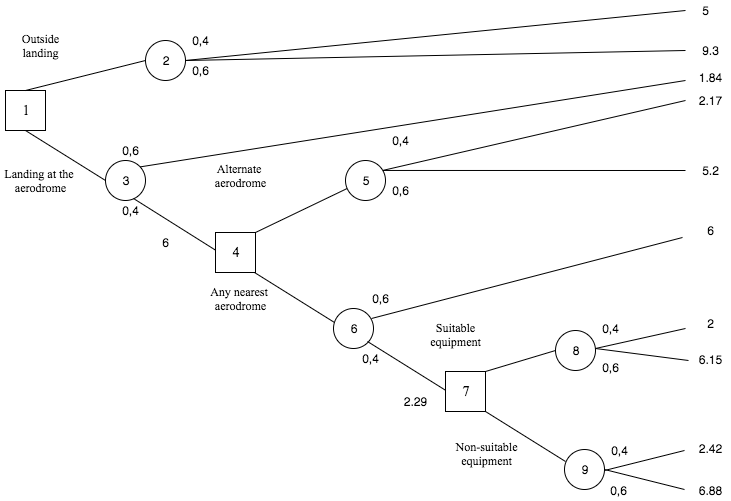 5
Outside
landing
0,4
2
9.3
0,6
1.84
1
2.17
0,6
0,4
Landing at the
aerodrome
3
Alternate
aerodrome
5
5.2
0,6
0,4
6
6
4
Any nearest
aerodrome
0,6
6
Suitable
equipment
0,4
2
0,4
8
6.15
0,6
7
2.29
Non-suitable
equipment
0,4
2.42
9
0,6
6.88